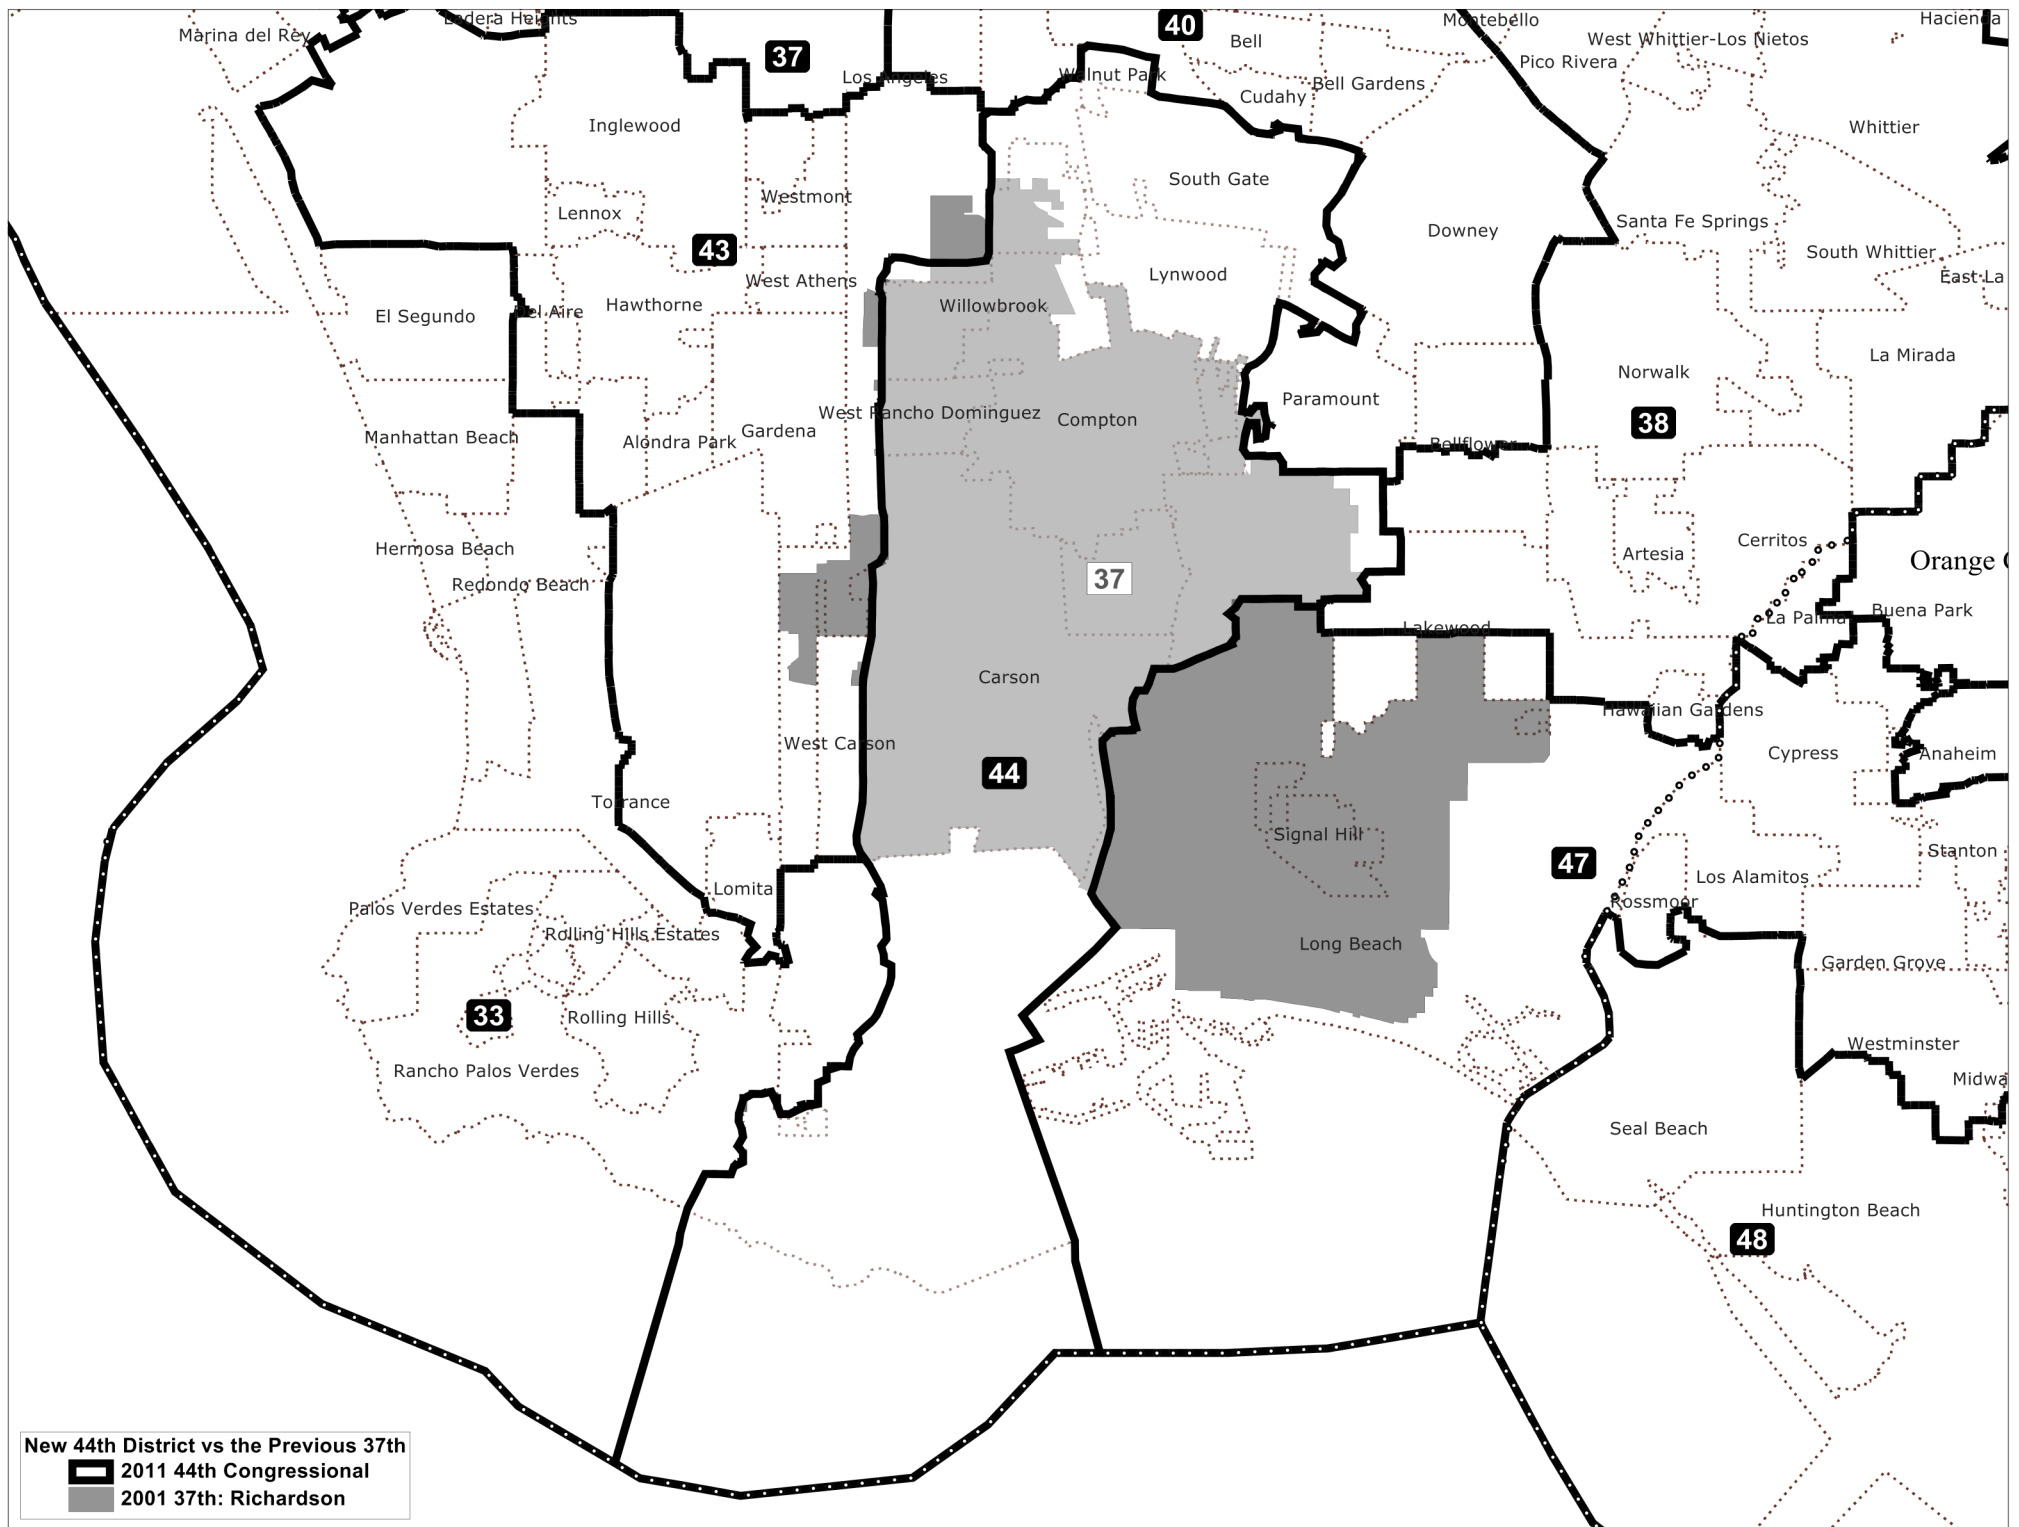 Marina del Rey
Ladera Heights
37
Los Angeles
40
Bell
Walnut Park
Cudahy
Bell Gardens
Montebello
Pico Rivera
West Whittier-Los Nietos
Hacienda
Whittier
Inglewood
South Gate
Westmont
Lennox
Downey
Santa Fe Springs
43
South Whittier
East La
West Athens
Lynwood
Willowbrook
Hawthorne
Del Aire
El Segundo
La Mirada
Norwalk
Paramount
West Rancho Dominguez
Compton
38
Gardena
Manhattan Beach
Alondra Park
Bellflower
Hermosa Beach
Redondo Beach
37
Artesia
Cerritos
Orange C
Buena Park
La Palma
Lakewood
Carson
Hawaiian Gardens
West Carson
44
Cypress
Anaheim
Torrance
Signal Hill
47
Stanton
Los Alamitos
Rossmoor
Lomita
Palos Verdes Estates
Rolling Hills Estates
Long Beach
Garden Grove
33
Rolling Hills
Westminster
Rancho Palos Verdes
Midwa
Seal Beach
Huntington Beach
48
New 44th District vs the Previous 37th
2011 44th Congressional
2001 37th: Richardson